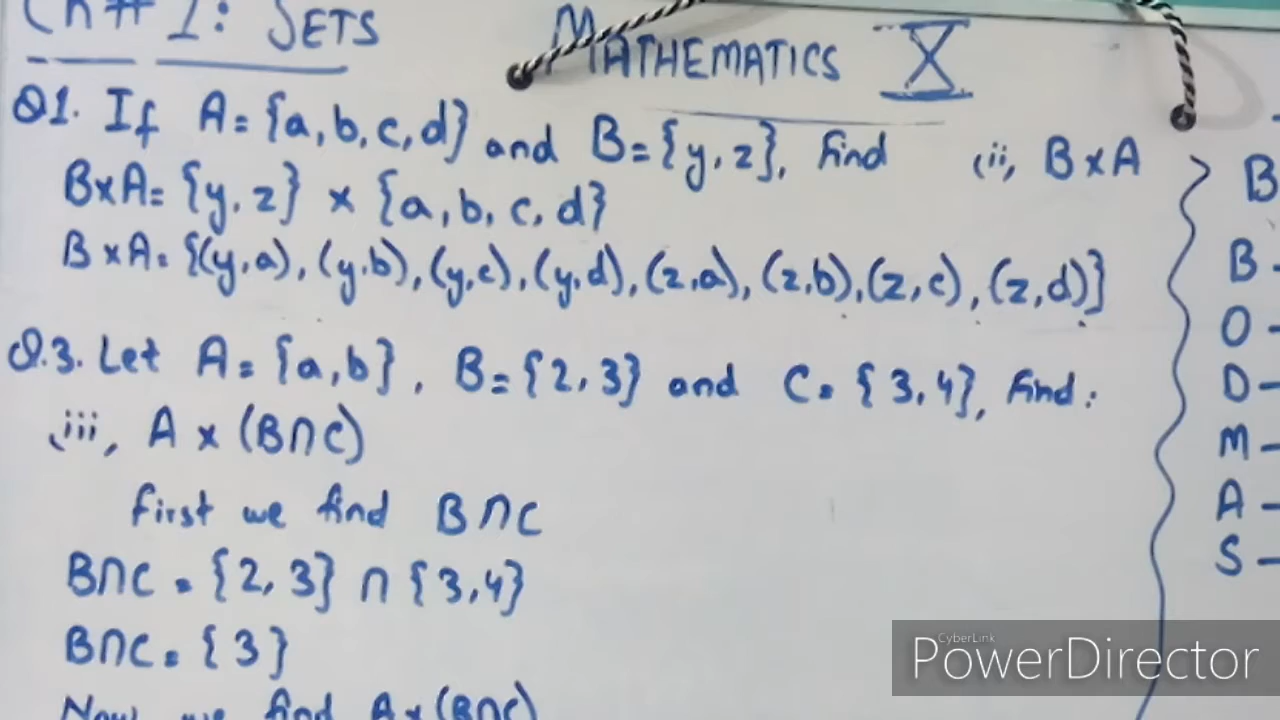 Ch # 1: SETS
MATHEMATICS X
Q1. If A = {a, b, c, d} and B = {y, z}, Find (ii, B x A
BxA = {y, z} x {a, b, c, d}
B x A = {(y,a), (y,b), (y,c), (y,d), (z,a), (z,b), (z,c), (z,d)}
Q.3. Let A = {a, b}, B = {2, 3} and C = {3, 4}, Find:
(iii, A x (B∩C)
First we find B∩C
B∩C = {2, 3} ∩ {3, 4}
B∩C = {3}
Now we find A x (B∩C)
B
B -
O -
D -
M -
A -
S -
CyberLink
PowerDirector